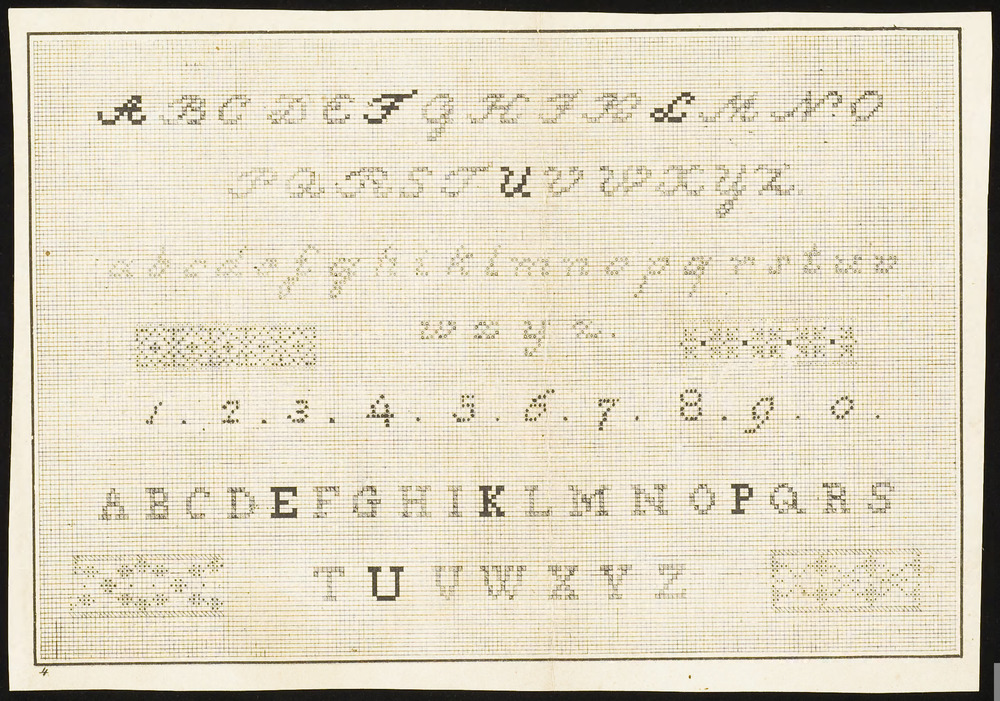 A B C D E F G H I K L M N O
P Q R S T U V W X Y Z.
a b c d e f g h i k l m n o p q r s t u v
w x y z.
1. 2. 3. 4. 5. 6. 7. 8. 9. 0.
A B C D E F G H I K L M N O P Q R S
T U V W X Y Z
4